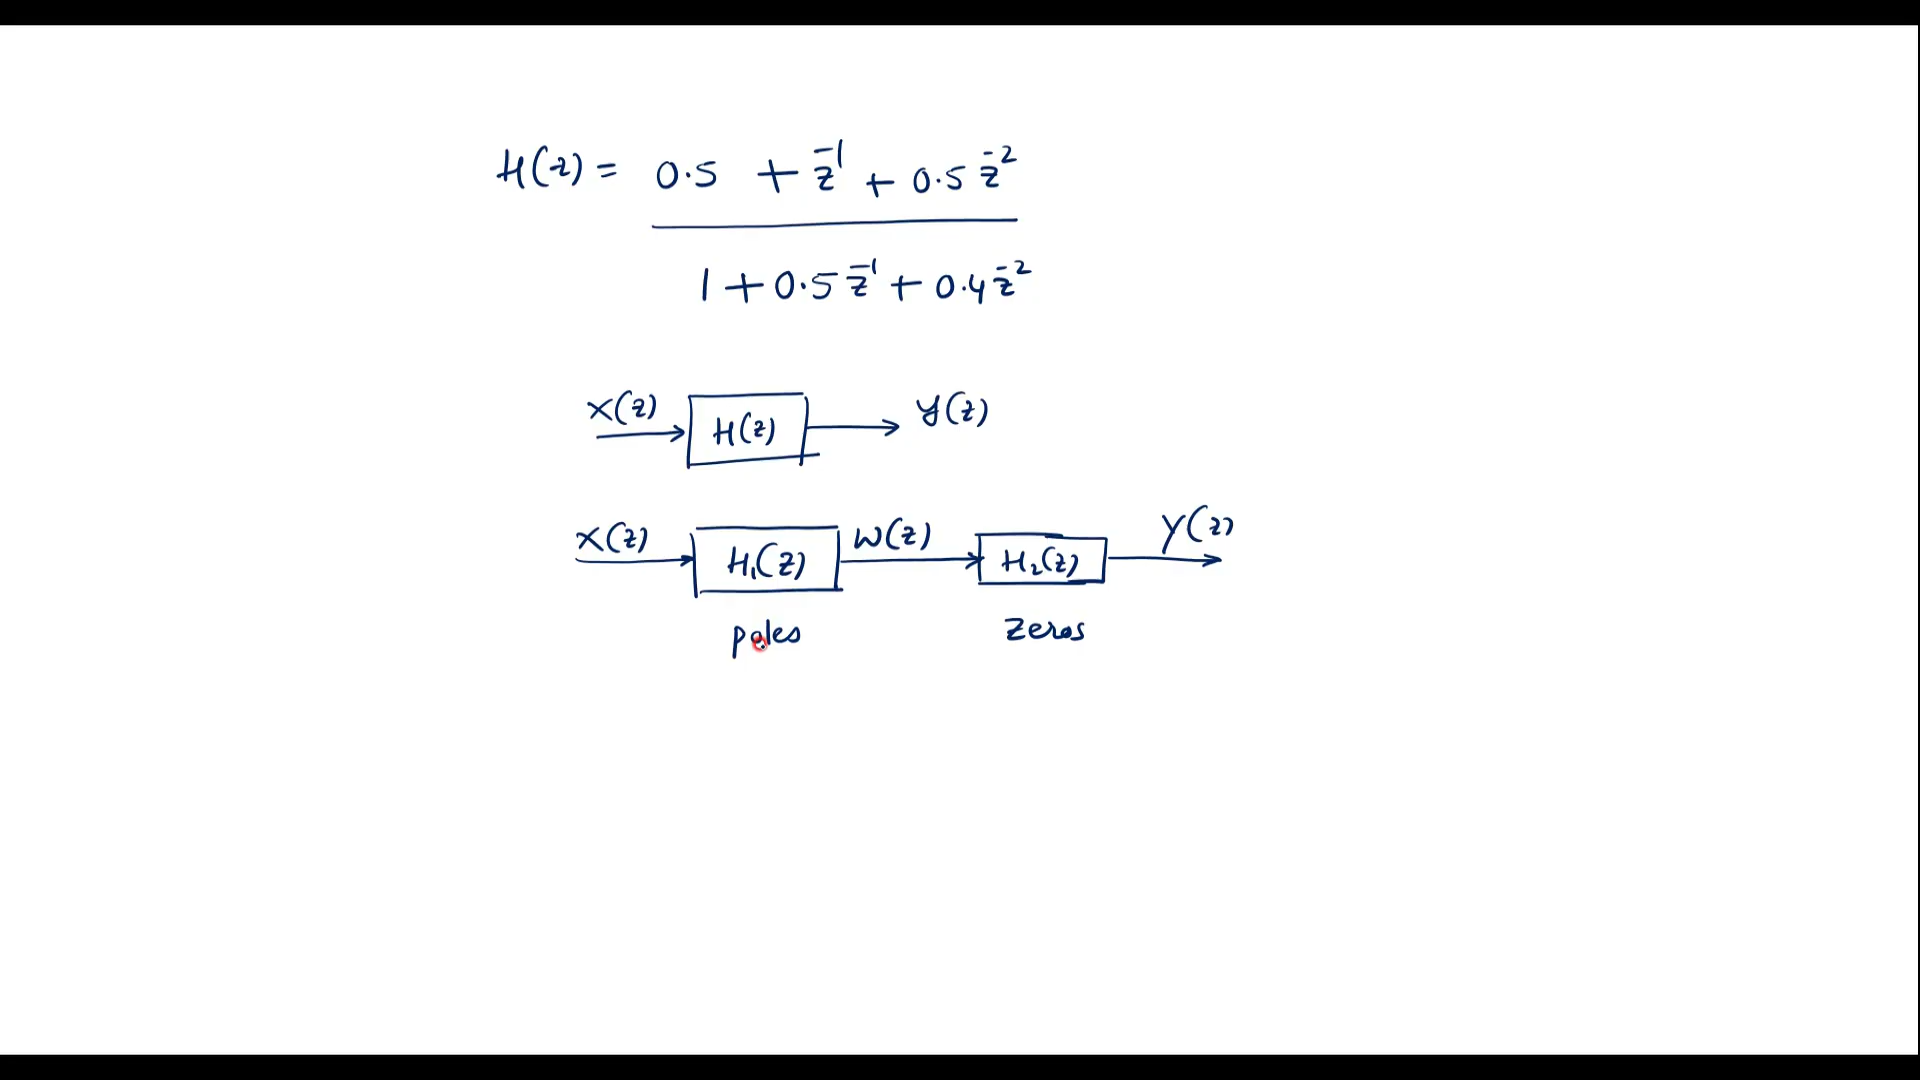 H(z) = 0.5 + z⁻¹ + 0.5 z⁻²
1 + 0.5 z⁻¹ + 0.4 z⁻²
X(z) H(z) Y(z)
X(z) H₁(z) W(z) H₂(z) Y(z)
poles zeros